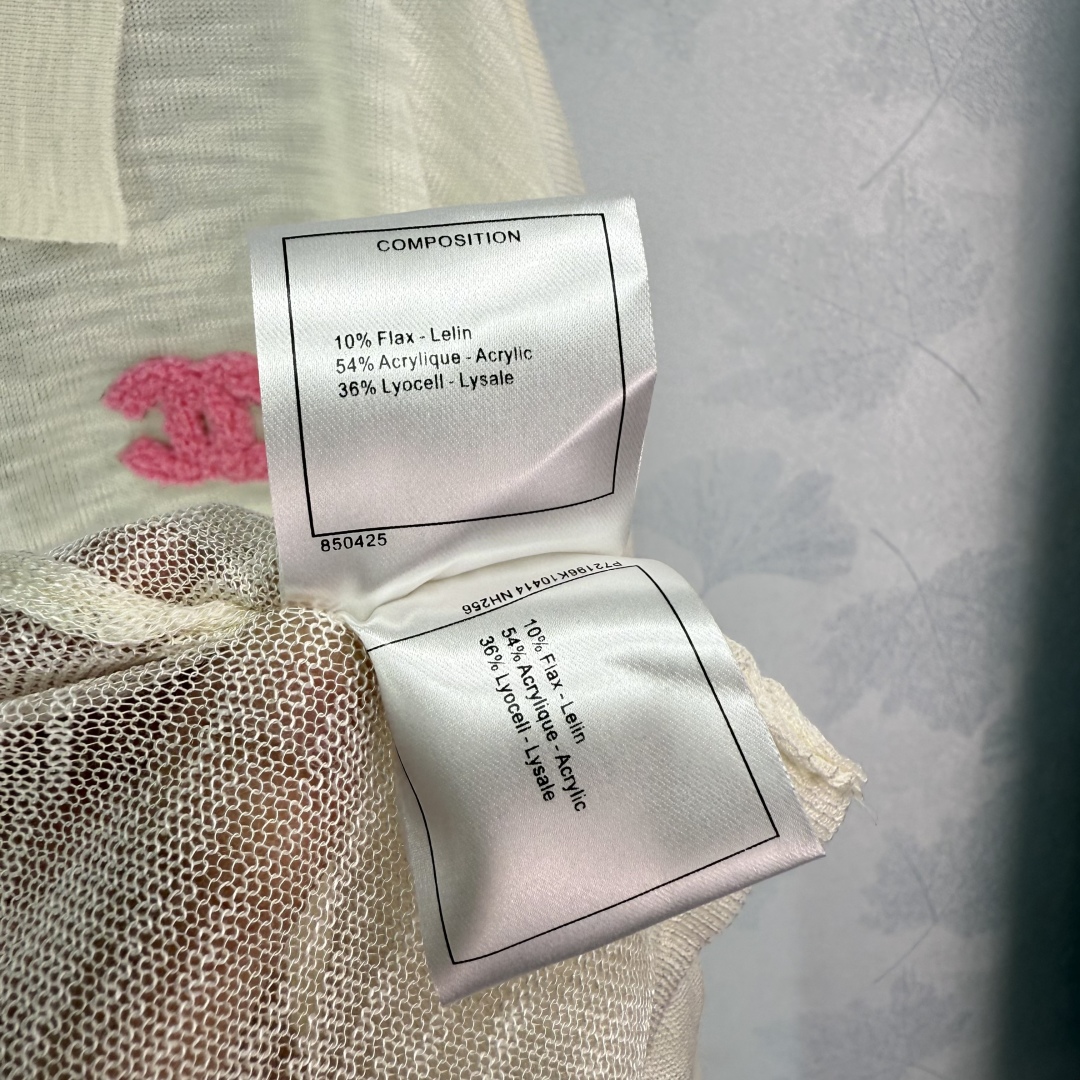 COMPOSITION
10% Flax - Lelin
54% Acrylique - Acrylic
36% Lyocell - Lysale
850425
P72196K10414 NH256
10% Flax - Lelin
54% Acrylique - Acrylic
36% Lyocell - Lysale